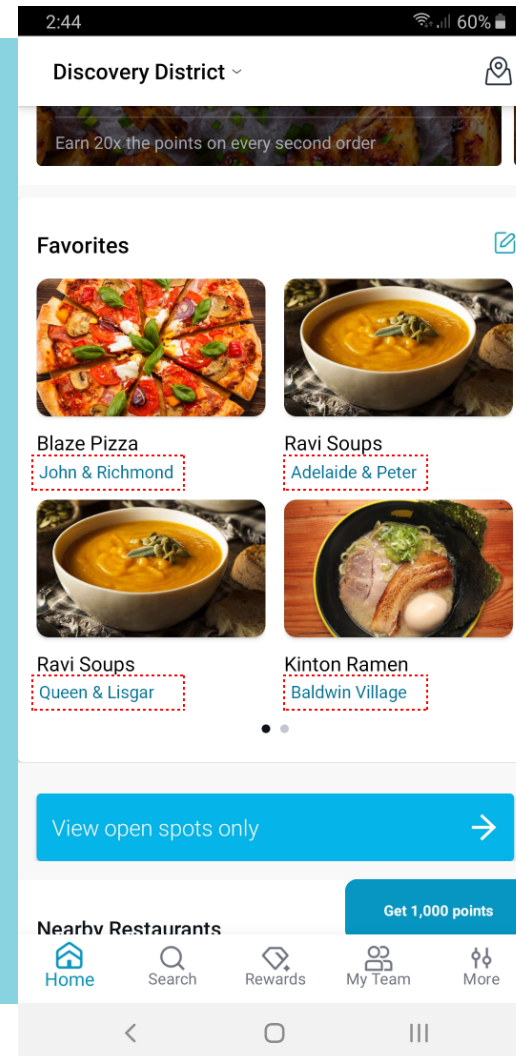 2:44 60%
Discovery District
Earn 20x the points on every second order
Favorites
Blaze Pizza
John & Richmond
Ravi Soups
Adelaide & Peter
Ravi Soups
Queen & Lisgar
Kinton Ramen
Baldwin Village
View open spots only
Get 1,000 points
Nearby Restaurants
Home Search Rewards My Team More